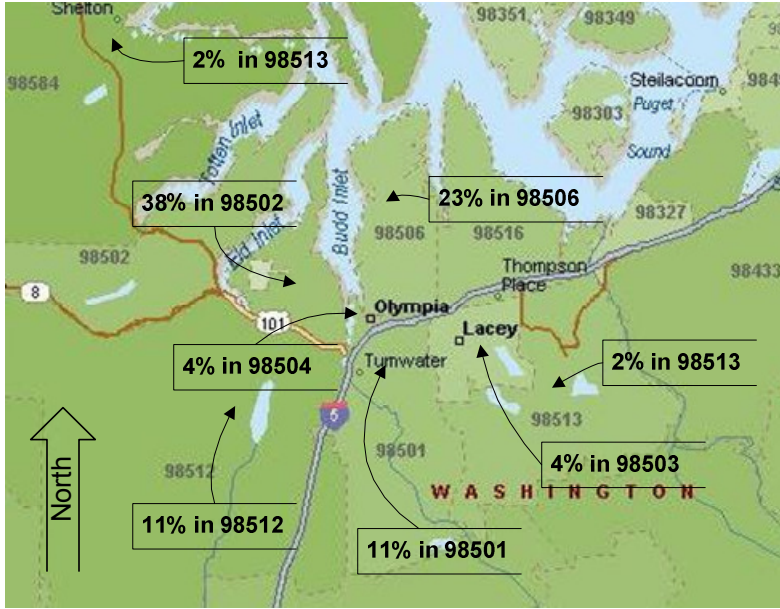 Shelton
98351
98349
2% in 98513
98584
Steilacoom
Puget
Sound
98303
Totten Inlet
38% in 98502
23% in 98506
Budd Inlet
Eld Inlet
98327
98506
98516
98502
98433
Thompson
Place
8
101
Olympia
Lacey
4% in 98504
Tumwater
2% in 98513
5
98513
98501
98512
4% in 98503
WASHINGTON
North
11% in 98512
11% in 98501